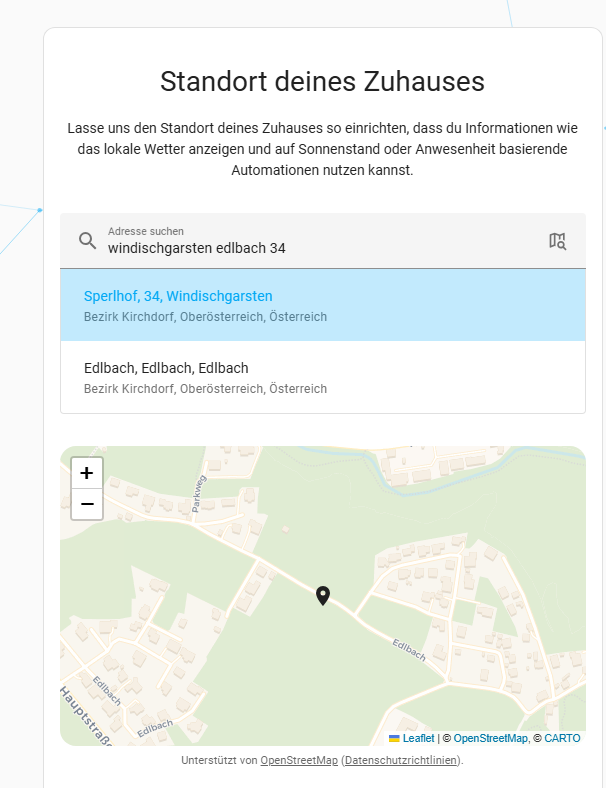 Standort deines Zuhauses
Lasse uns den Standort deines Zuhauses so einrichten, dass du Informationen wie
das lokale Wetter anzeigen und auf Sonnenstand oder Anwesenheit basierende
Automationen nutzen kannst.
Adresse suchen
windischgarsten edlbach 34
Sperlhof, 34, Windischgarsten
Bezirk Kirchdorf, Oberösterreich, Österreich
Edlbach, Edlbach, Edlbach
Bezirk Kirchdorf, Oberösterreich, Österreich
+
−
Parkweg
Edlbach
Edlbach
Hauptstraße
Edlbach
Leaflet | © OpenStreetMap, © CARTO
Unterstützt von OpenStreetMap (Datenschutzrichtlinien).